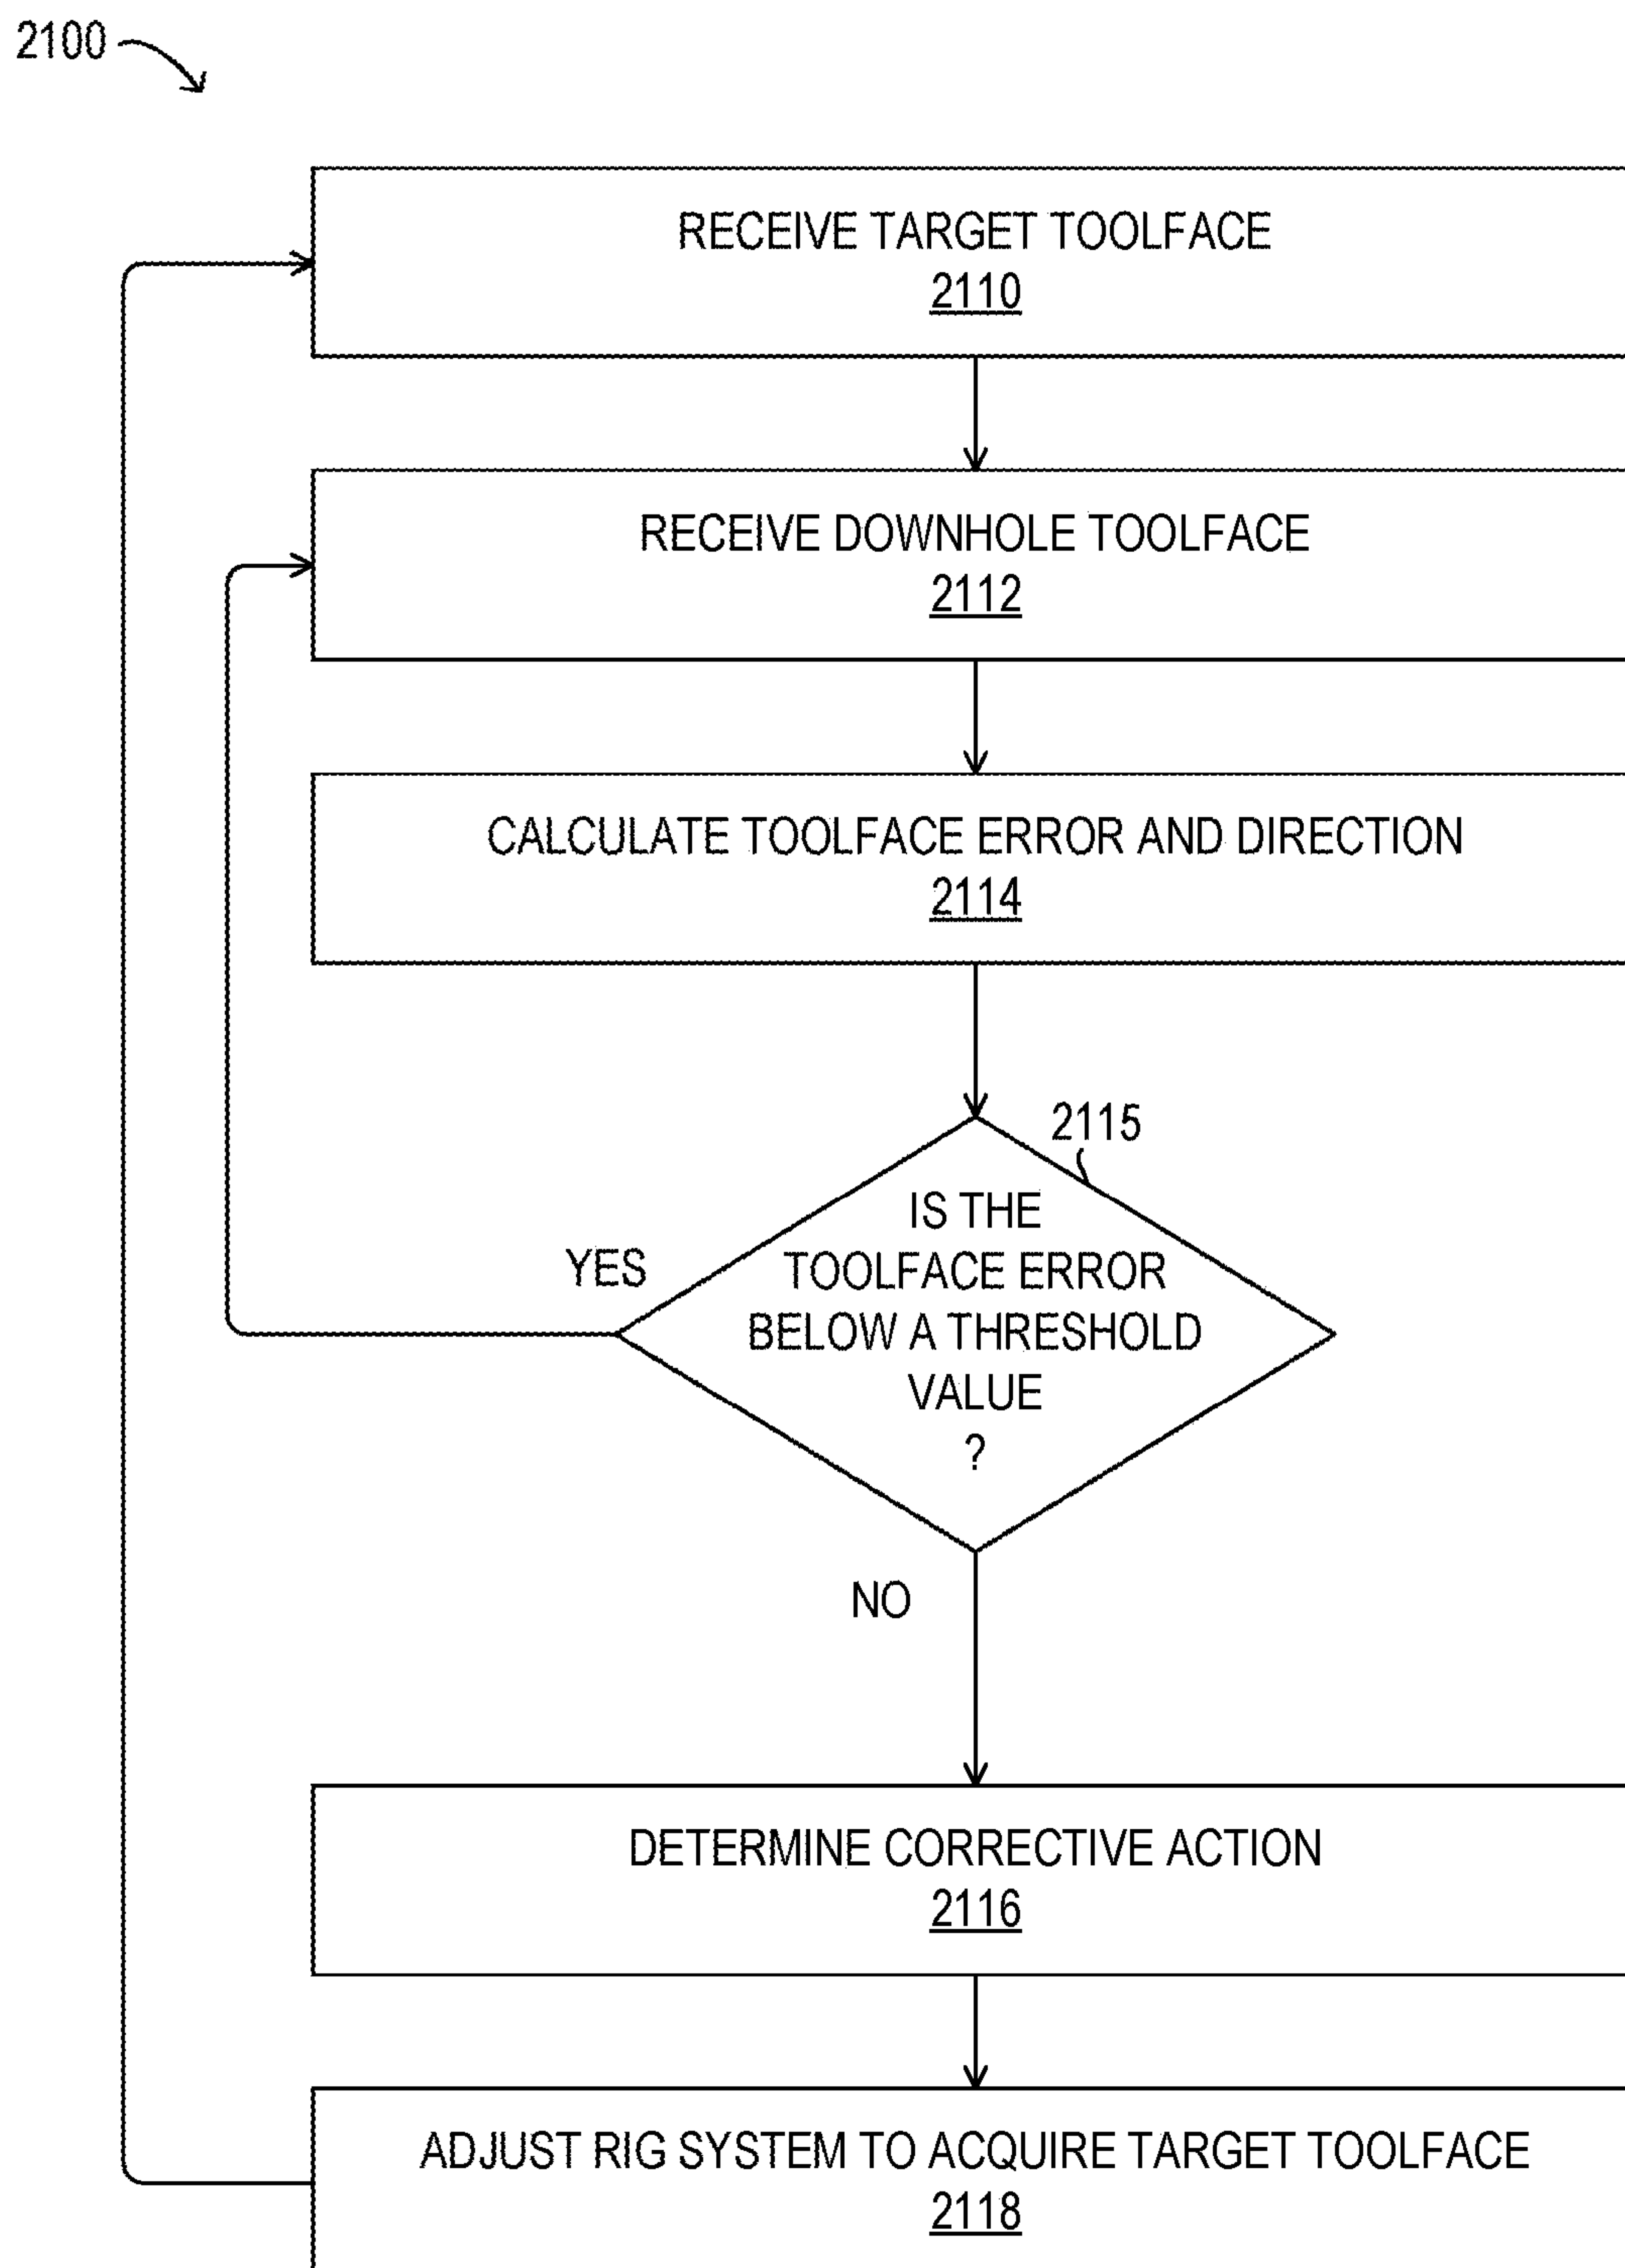 2100
RECEIVE TARGET TOOLFACE
2110
RECEIVE DOWNHOLE TOOLFACE
2112
CALCULATE TOOLFACE ERROR AND DIRECTION
2114
2115
IS THE
TOOLFACE ERROR
BELOW A THRESHOLD
VALUE
?
YES
NO
DETERMINE CORRECTIVE ACTION
2116
ADJUST RIG SYSTEM TO ACQUIRE TARGET TOOLFACE
2118